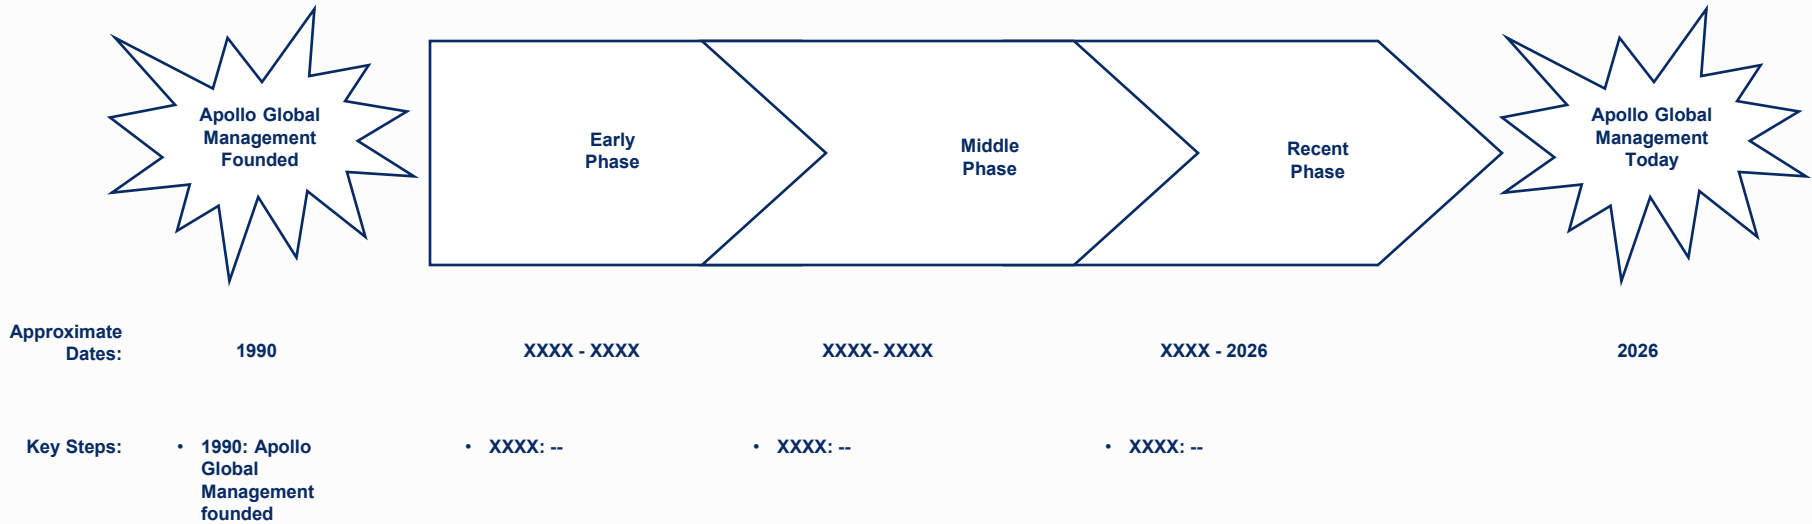 Apollo Global
Management
Founded
Early
Phase
Middle
Phase
Recent
Phase
Apollo Global
Management
Today
Approximate
Dates:
1990
XXXX - XXXX
XXXX- XXXX
XXXX - 2026
2026
Key Steps:
• 1990: Apollo
Global
Management
founded
• XXXX: --
• XXXX: --
• XXXX: --